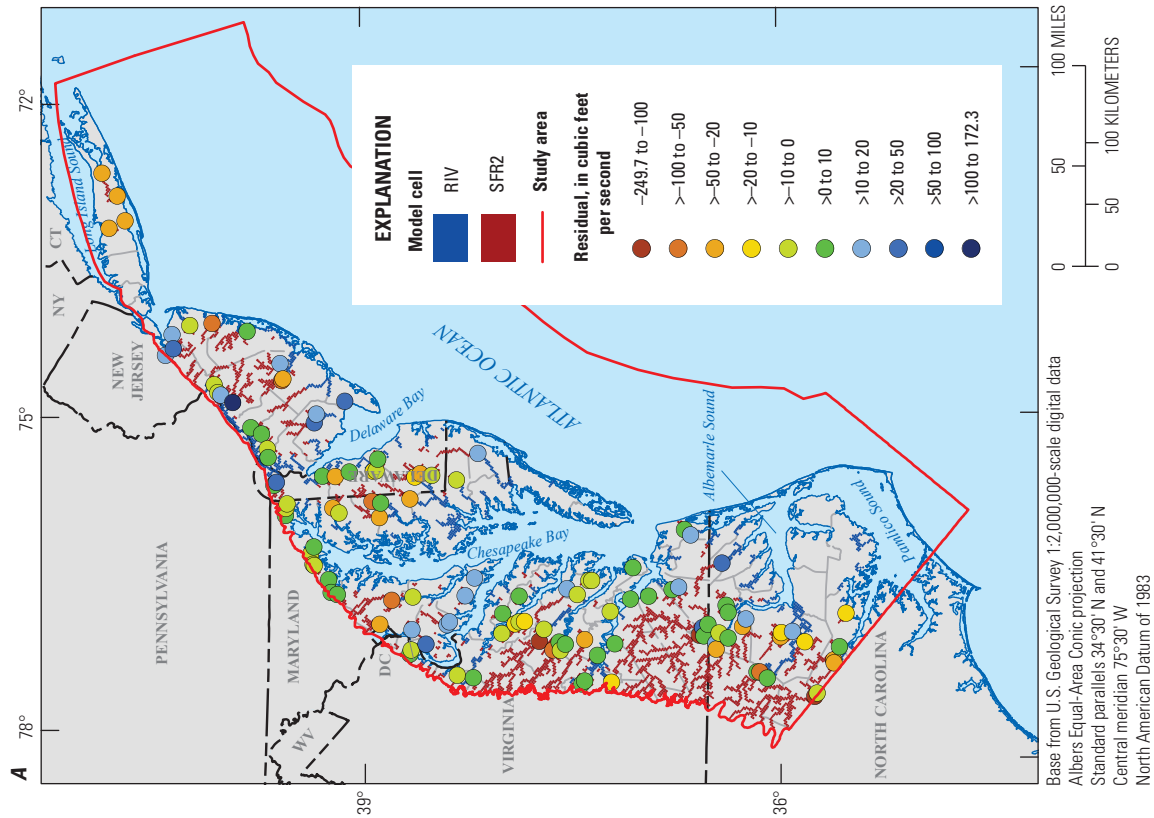 A
72°
75°
78°
39°
36°
CT
NY
Long Island Sound
NEW
JERSEY
PENNSYLVANIA
MARYLAND
DC
WV
VIRGINIA
NORTH CAROLINA
DELAWARE
Delaware Bay
ATLANTIC OCEAN
Chesapeake Bay
Albemarle Sound
Pamlico Sound
EXPLANATION
Model cell
RIV
SFR2
Study area
Residual, in cubic feet
per second
−249.7 to −100
>−100 to −50
>−50 to −20
>−20 to −10
>−10 to 0
>0 to 10
>10 to 20
>20 to 50
>50 to 100
>100 to 172.3
0 50 100 MILES
0 50 100 KILOMETERS
Base from U.S. Geological Survey 1:2,000,000-scale digital data
Albers Equal-Area Conic projection
Standard parallels 34°30' N and 41°30' N
Central meridian 75°30' W
North American Datum of 1983